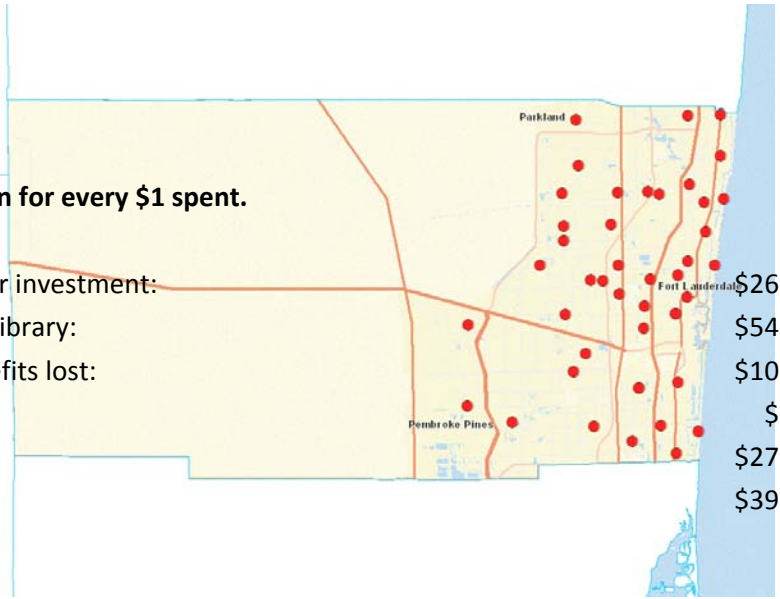 Parkland
n for every $1 spent.
r investment: $26
Fort Lauderdale
ibrary: $54
fits lost: $10
$
Pembroke Pines
$27
$39